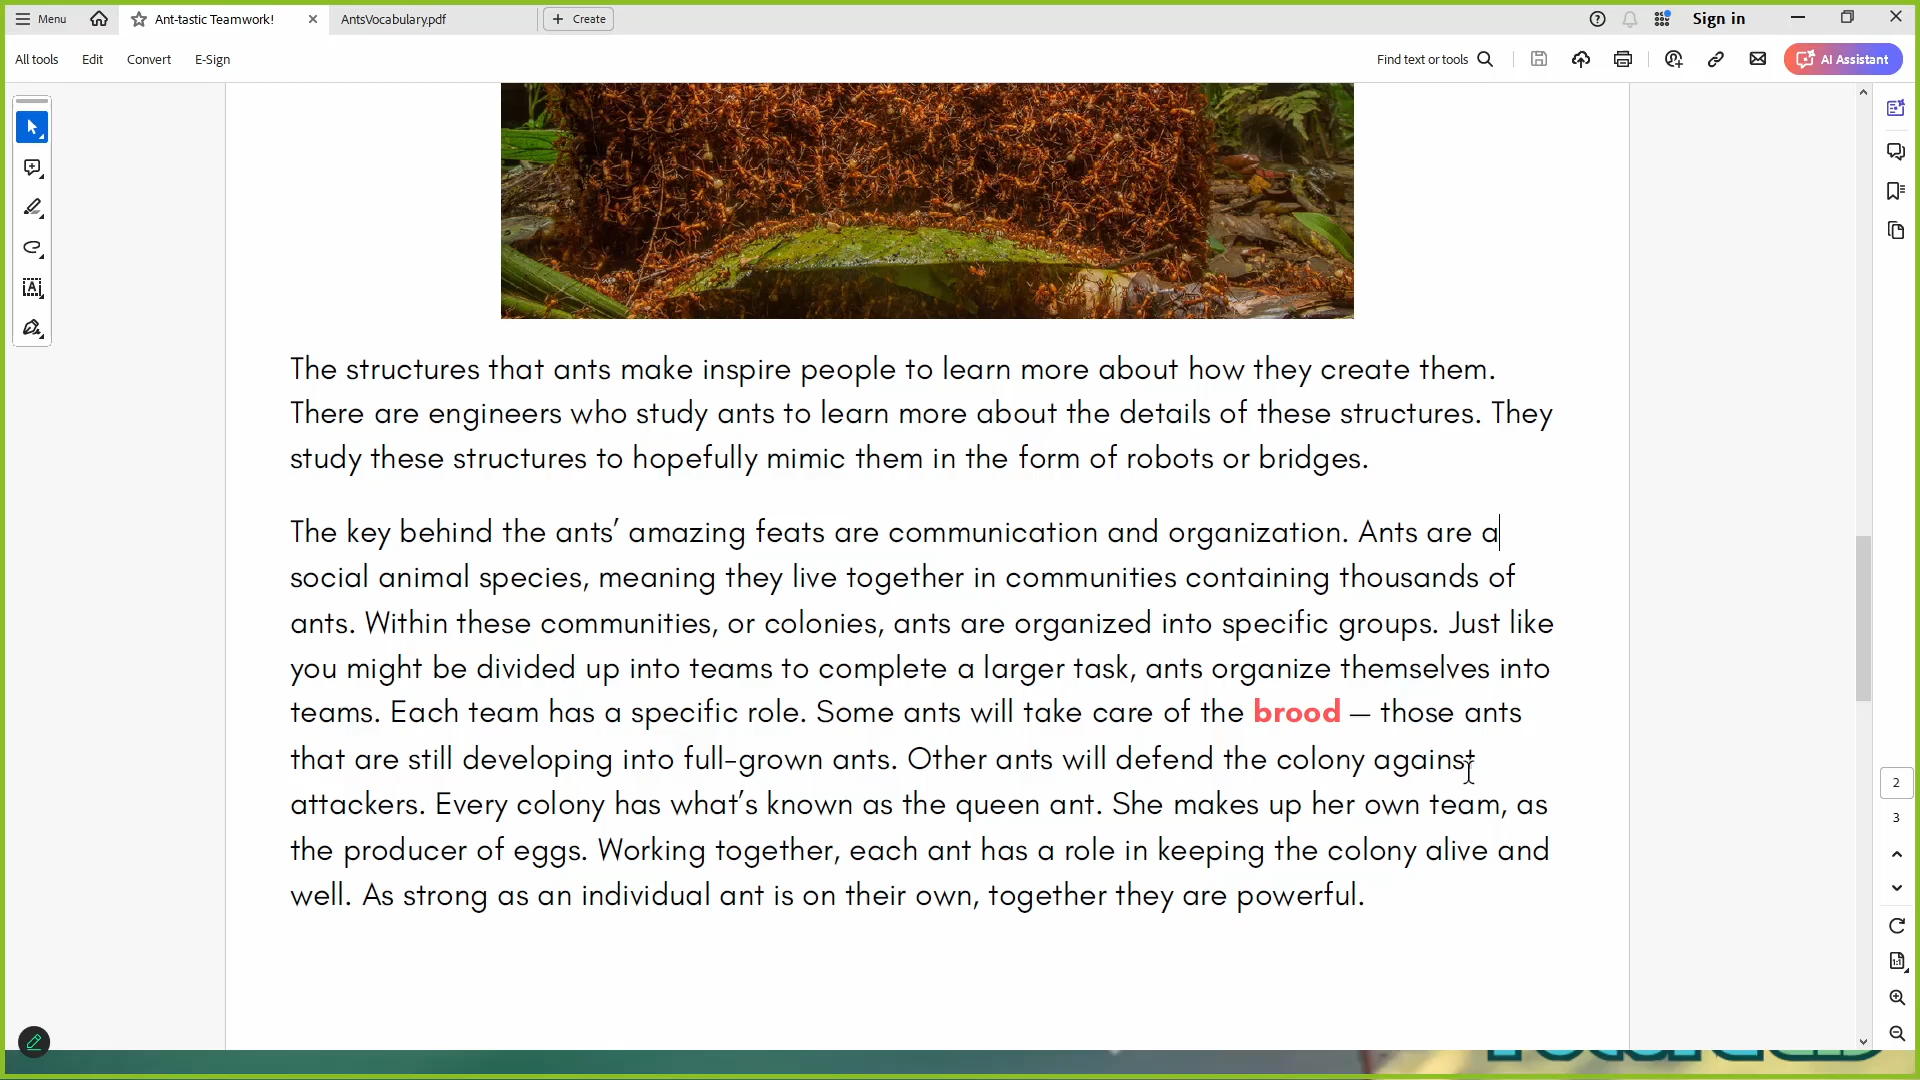 Menu
Ant-tastic Teamwork!
AntsVocabulary.pdf
Create
Sign in
All tools
Edit
Convert
E-Sign
Find text or tools
AI Assistant
The structures that ants make inspire people to learn more about how they create them.
There are engineers who study ants to learn more about the details of these structures. They
study these structures to hopefully mimic them in the form of robots or bridges.
The key behind the ants’ amazing feats are communication and organization. Ants are a
social animal species, meaning they live together in communities containing thousands of
ants. Within these communities, or colonies, ants are organized into specific groups. Just like
you might be divided up into teams to complete a larger task, ants organize themselves into
teams. Each team has a specific role. Some ants will take care of the brood — those ants
that are still developing into full-grown ants. Other ants will defend the colony against
attackers. Every colony has what’s known as the queen ant. She makes up her own team, as
the producer of eggs. Working together, each ant has a role in keeping the colony alive and
well. As strong as an individual ant is on their own, together they are powerful.
2
3